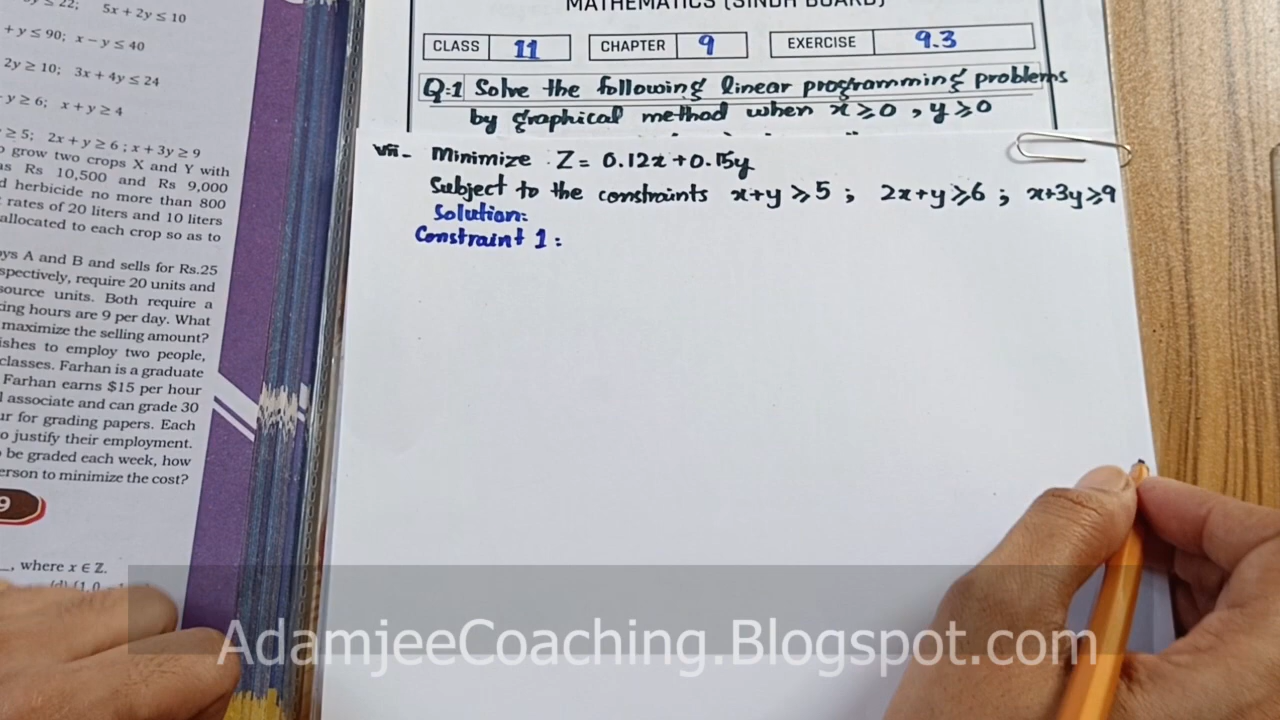 y ≤ 22; 5x + 2y ≤ 10
+ y ≤ 90; x − y ≤ 40
2y ≥ 10; 3x + 4y ≤ 24
y ≥ 6; x + y ≥ 4
≥ 5; 2x + y ≥ 6 ; x + 3y ≥ 9
grow two crops X and Y with
as Rs 10,500 and Rs 9,000
d herbicide no more than 800
rates of 20 liters and 10 liters
allocated to each crop so as to
ys A and B and sells for Rs.25
spectively, require 20 units and
source units. Both require a
ing hours are 9 per day. What
maximize the selling amount?
ishes to employ two people,
classes. Farhan is a graduate
Farhan earns $15 per hour
l associate and can grade 30
ur for grading papers. Each
o justify their employment.
be graded each week, how
erson to minimize the cost?
9
_, where x ∈ Z.
MATHEMATICS (SINDH BOARD)
CLASS 11 CHAPTER 9 EXERCISE 9.3
Q.1 Solve the following linear programming problems
by graphical method when x ≥ 0 , y ≥ 0
vii- Minimize Z = 0.12x + 0.15y
Subject to the constraints x+y ≥ 5 ; 2x+y ≥ 6 ; x+3y ≥ 9
Solution:
Constraint 1 :
AdamjeeCoaching.Blogspot.com